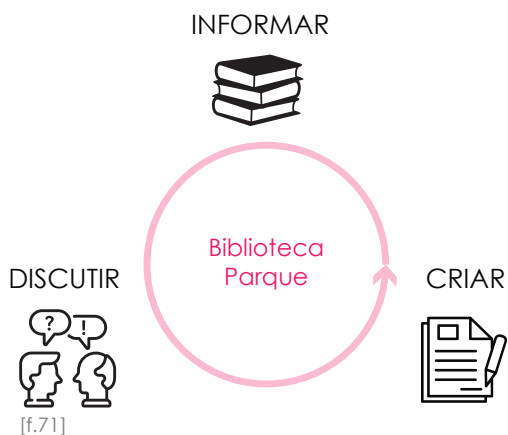 INFORMAR
Biblioteca
Parque
DISCUTIR
CRIAR
?
!
[f.71]